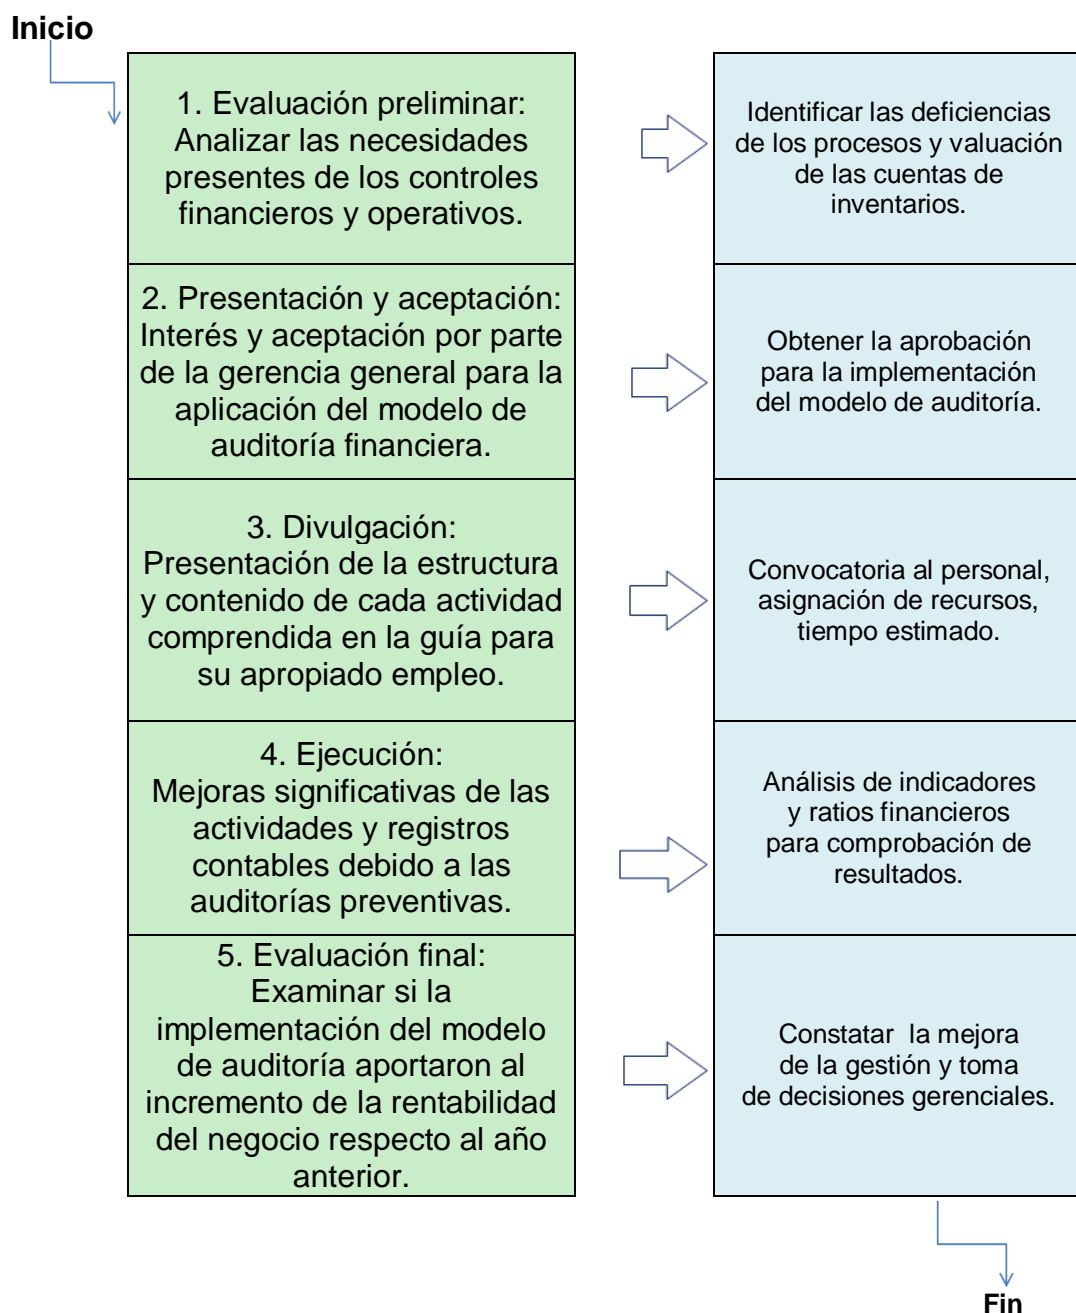 Inicio
1. Evaluación preliminar:
Analizar las necesidades
presentes de los controles
financieros y operativos.
Identificar las deficiencias
de los procesos y valuación
de las cuentas de
inventarios.
2. Presentación y aceptación:
Interés y aceptación por parte
de la gerencia general para la
aplicación del modelo de
auditoría financiera.
Obtener la aprobación
para la implementación
del modelo de auditoría.
3. Divulgación:
Presentación de la estructura
y contenido de cada actividad
comprendida en la guía para
su apropiado empleo.
Convocatoria al personal,
asignación de recursos,
tiempo estimado.
4. Ejecución:
Mejoras significativas de las
actividades y registros
contables debido a las
auditorías preventivas.
Análisis de indicadores
y ratios financieros
para comprobación de
resultados.
5. Evaluación final:
Examinar si la
implementación del modelo
de auditoría aportaron al
incremento de la rentabilidad
del negocio respecto al año
anterior.
Constatar  la mejora
de la gestión y toma
de decisiones gerenciales.
Fin